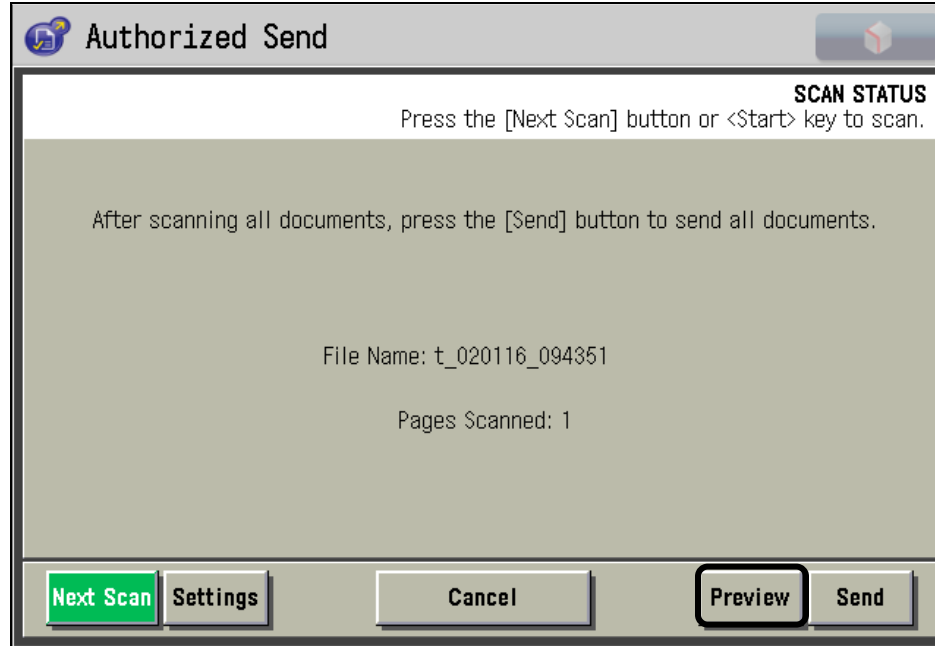 Authorized Send
SCAN STATUS
Press the [Next Scan] button or <Start> key to scan.
After scanning all documents, press the [Send] button to send all documents.
File Name: t_020116_094351
Pages Scanned: 1
Next Scan Settings Cancel Preview Send